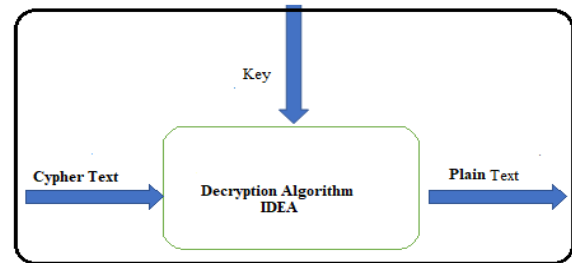 Key
Cypher Text
Decryption Algorithm
IDEA
Plain Text